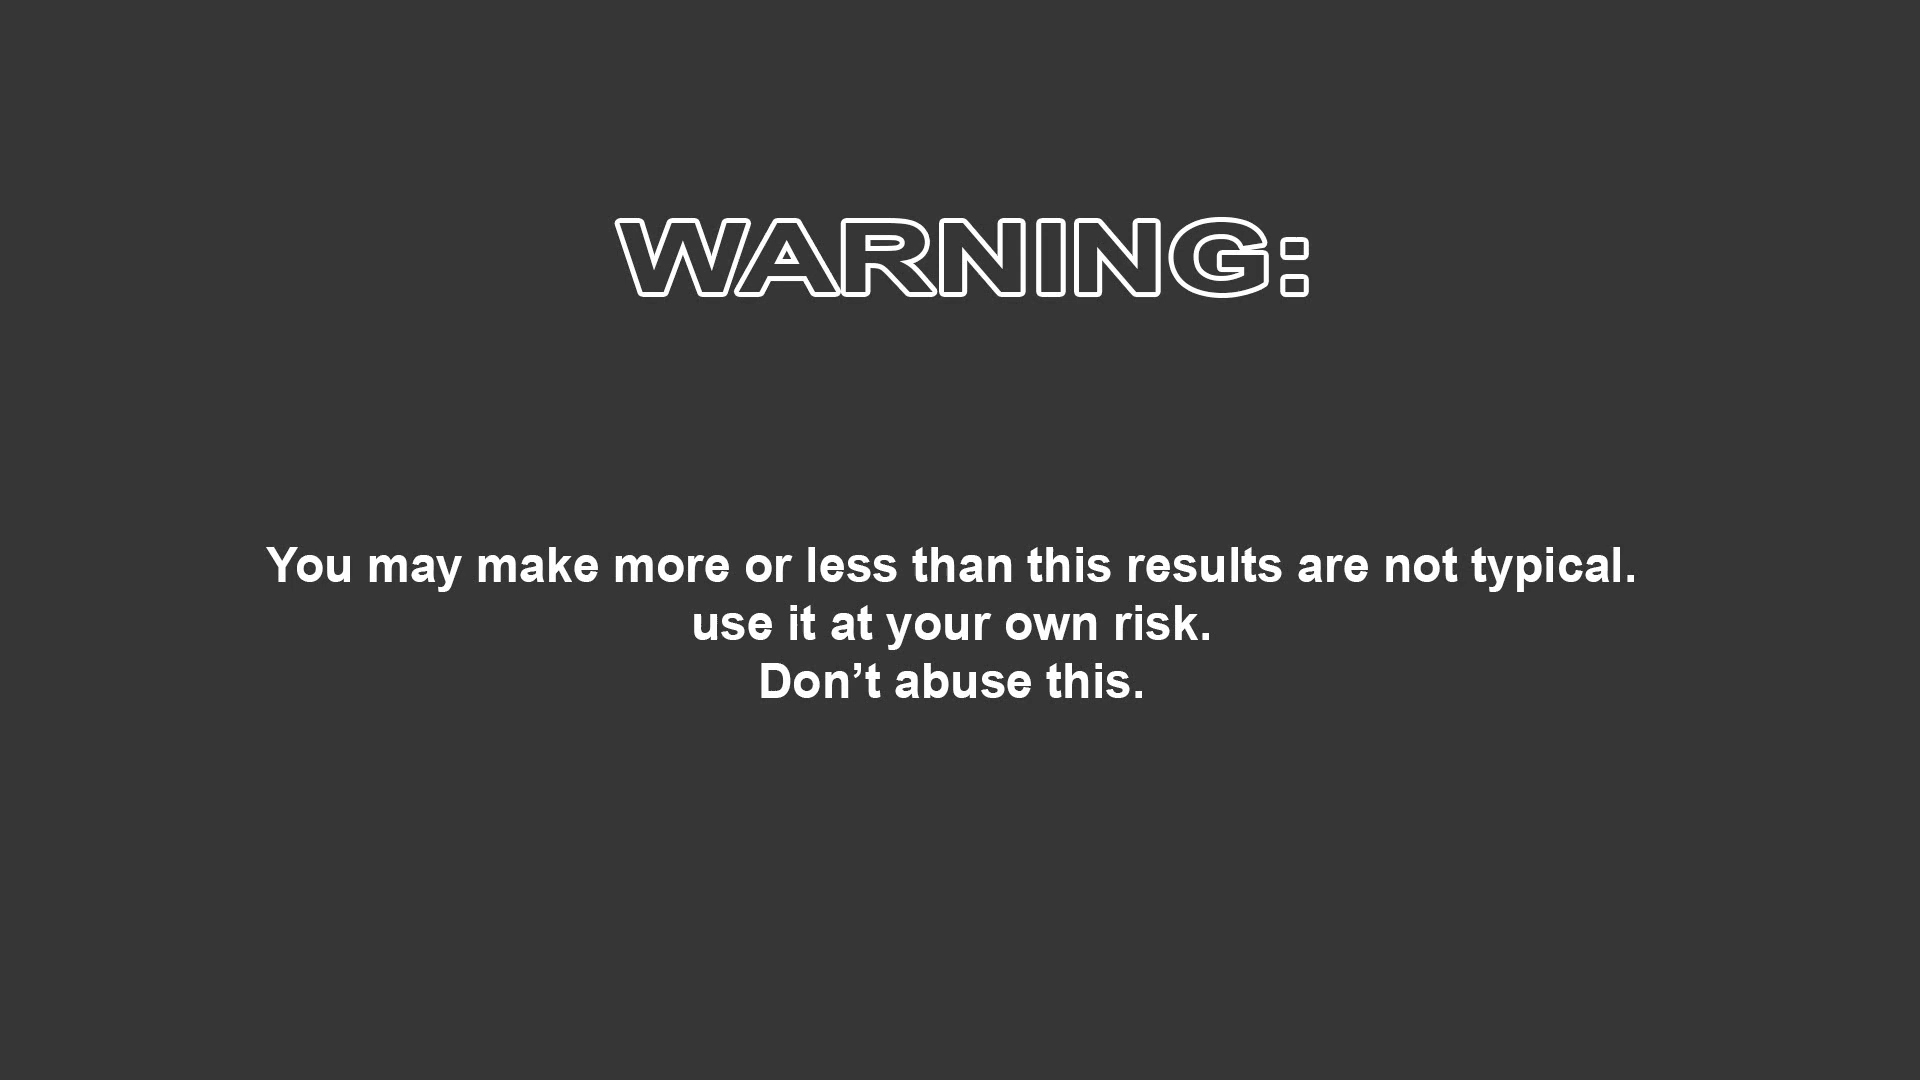 WARNING:
You may make more or less than this results are not typical.
use it at your own risk.
Don’t abuse this.